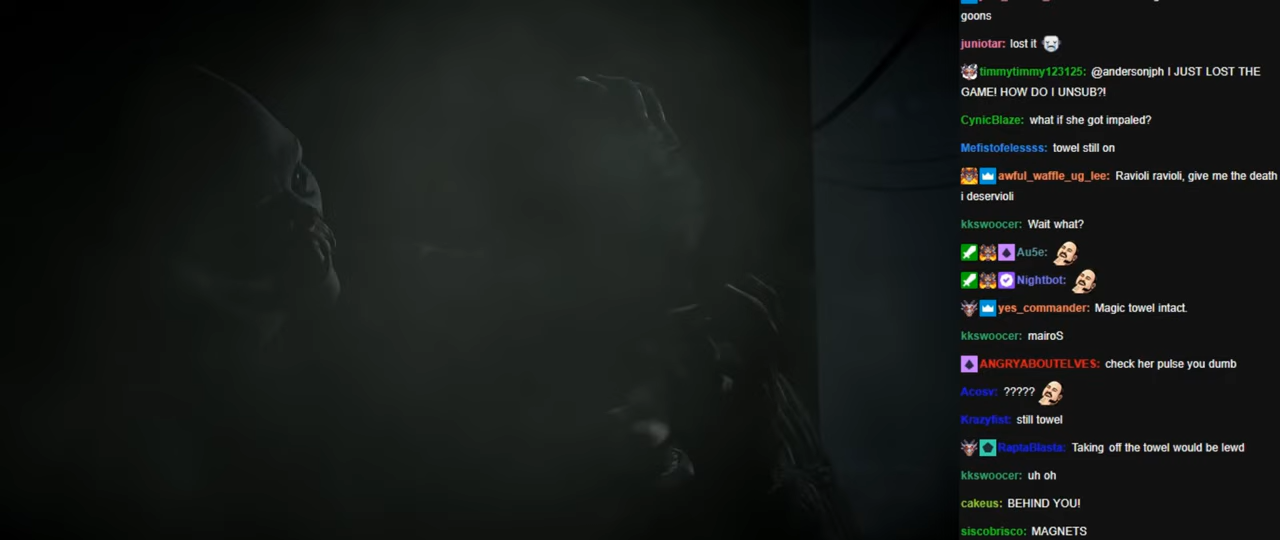 goons
juniotar: lost it
timmytimmy123125: @andersonjph I JUST LOST THE
GAME! HOW DO I UNSUB?!
CynicBlaze: what if she got impaled?
Mefistofelessss: towel still on
awful_waffle_ug_lee: Ravioli ravioli, give me the death
i deservioli
kkswoocer: Wait what?
Au5e:
Nightbot:
yes_commander: Magic towel intact.
kkswoocer: mairoS
ANGRYABOUTELVES: check her pulse you dumb
Acosv: ?????
Krazyfist: still towel
RaptaBlasta: Taking off the towel would be lewd
kkswoocer: uh oh
cakeus: BEHIND YOU!
siscobrisco: MAGNETS